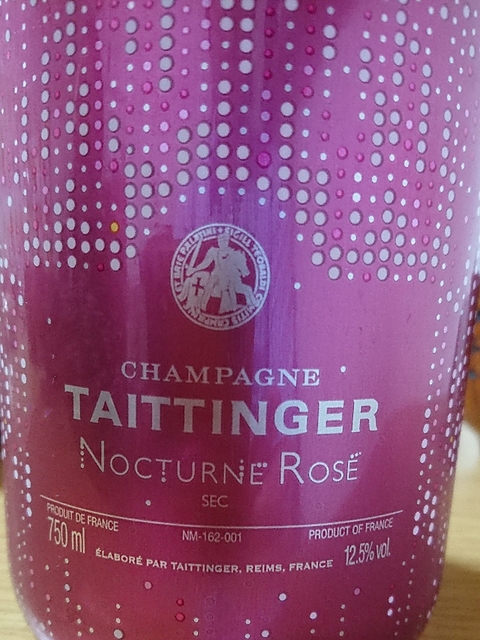 CHAMPAGNE
TAITTINGER
NOCTURNE ROSÉ
SEC
PRODUIT DE FRANCE
750 ml
NM-162-001
PRODUCT OF FRANCE
12.5% vol.
ÉLABORÉ PAR TAITTINGER, REIMS, FRANCE